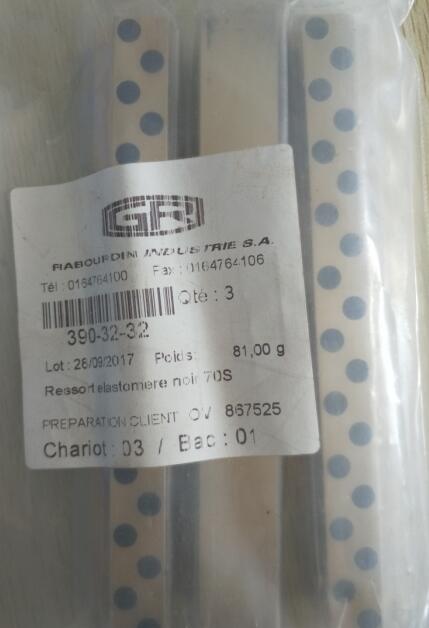 GR
RABOURDIN INDUSTRIE S.A.
Tél : 0164764100 Fax : 0164764106
Qté : 3
390-32-32
Lot : 26/09/2017 Poids: 81,00 g
Ressort elastomere noir 70S
PREPARATION CLIENT OV 867525
Chariot : 03 / Bac : 01